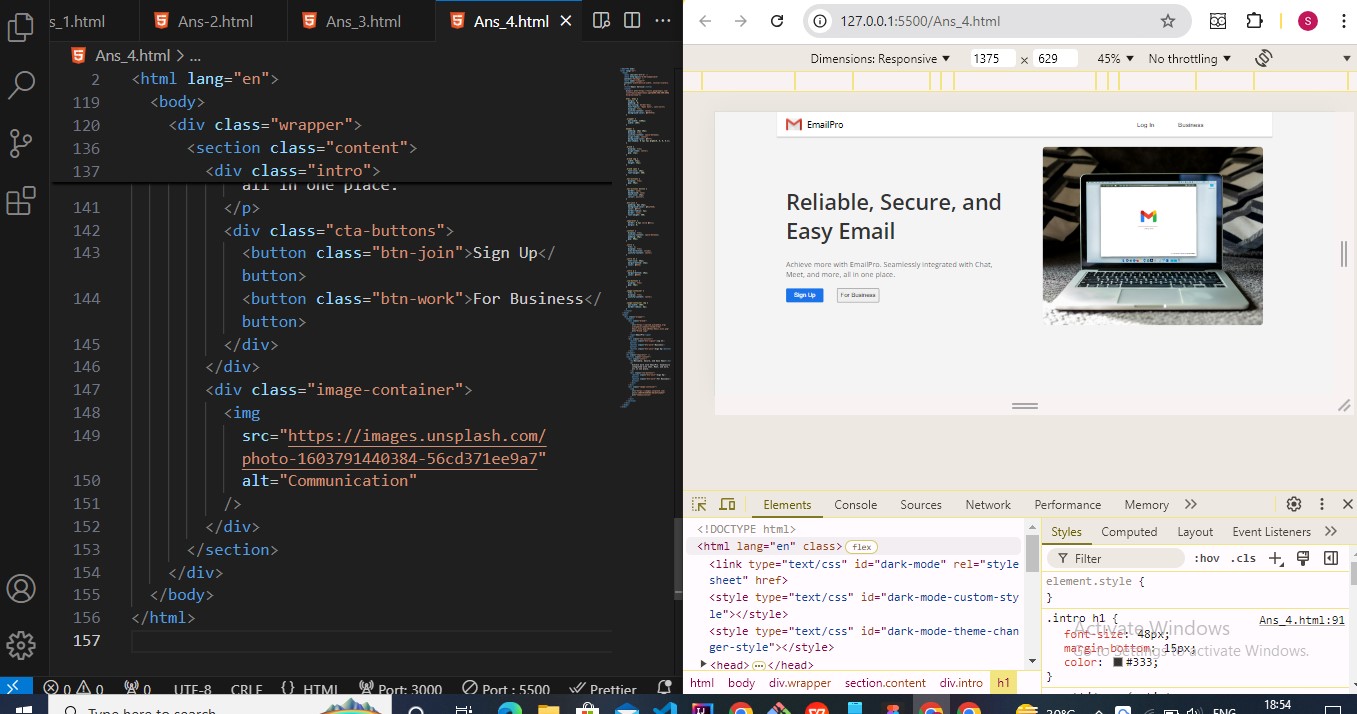 s_1.html
Ans-2.html
Ans_3.html
Ans_4.html
Ans_4.html > ...
2 <html lang="en">
119 <body>
120 <div class="wrapper">
136 <section class="content">
137 <div class="intro">
all in one place.
141 </p>
142 <div class="cta-buttons">
143 <button class="btn-join">Sign Up</
button>
144 <button class="btn-work">For Business</
button>
145 </div>
146 </div>
147 <div class="image-container">
148 <img
149 src="https://images.unsplash.com/
photo-1603791440384-56cd371ee9a7"
150 alt="Communication"
151 />
152 </div>
153 </section>
154 </div>
155 </body>
156 </html>
157
0 0 0 UTF-8 CRLF {} HTML Port: 3000 Port : 5500 Prettier
Type here to search
127.0.0.1:5500/Ans_4.html
S
Dimensions: Responsive 1375 x 629 45% No throttling
EmailPro
Log In Business
Reliable, Secure, and
Easy Email
Achieve more with EmailPro. Seamlessly integrated with Chat,
Meet, and more, all in one place.
Sign Up For Business
Elements Console Sources Network Performance Memory
<!DOCTYPE html>
<html lang="en" class> flex
<link type="text/css" id="dark-mode" rel="style
sheet" href>
<style type="text/css" id="dark-mode-custom-sty
le"></style>
<style type="text/css" id="dark-mode-theme-chan
ger-style"></style>
<head> … </head>
html body div.wrapper section.content div.intro h1
Styles Computed Layout Event Listeners
Filter :hov .cls
element.style {
}
.intro h1 { Ans_4.html:91
font-size: 48px;
margin-bottom: 15px;
color: #333;
}
Activate Windows
Go to Settings to activate Windows.
ENG
18:54